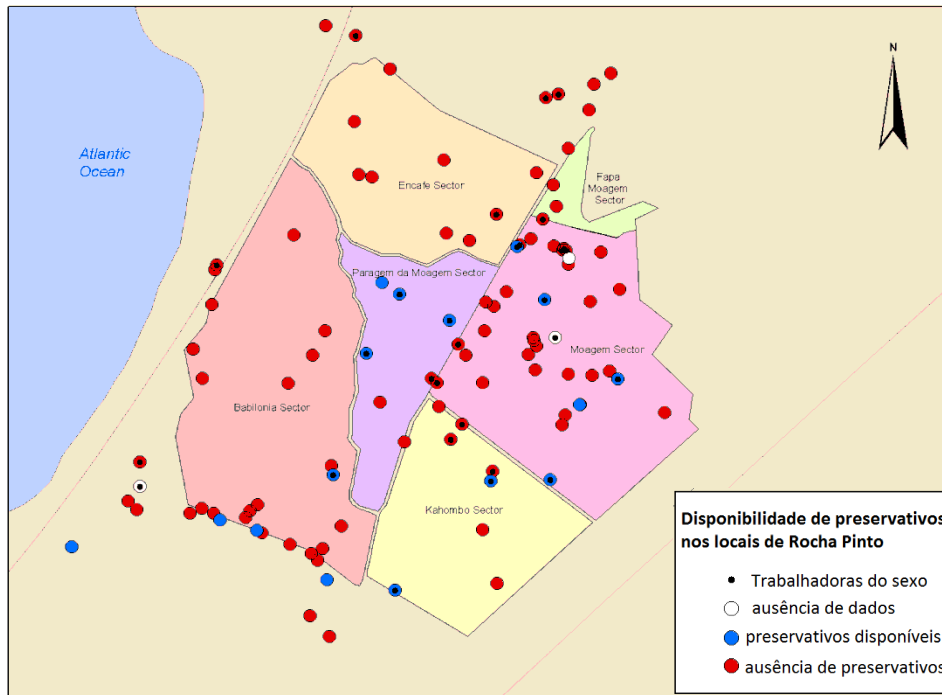 N
Atlantic
Ocean
Encafe Sector
Fapa
Moagem
Sector
Paragem da Moagem Sector
Moagem Sector
Babilonia Sector
Kahombo Sector
Disponibilidade de preservativos
nos locais de Rocha Pinto
Trabalhadoras do sexo
ausência de dados
preservativos disponíveis
ausência de preservativos